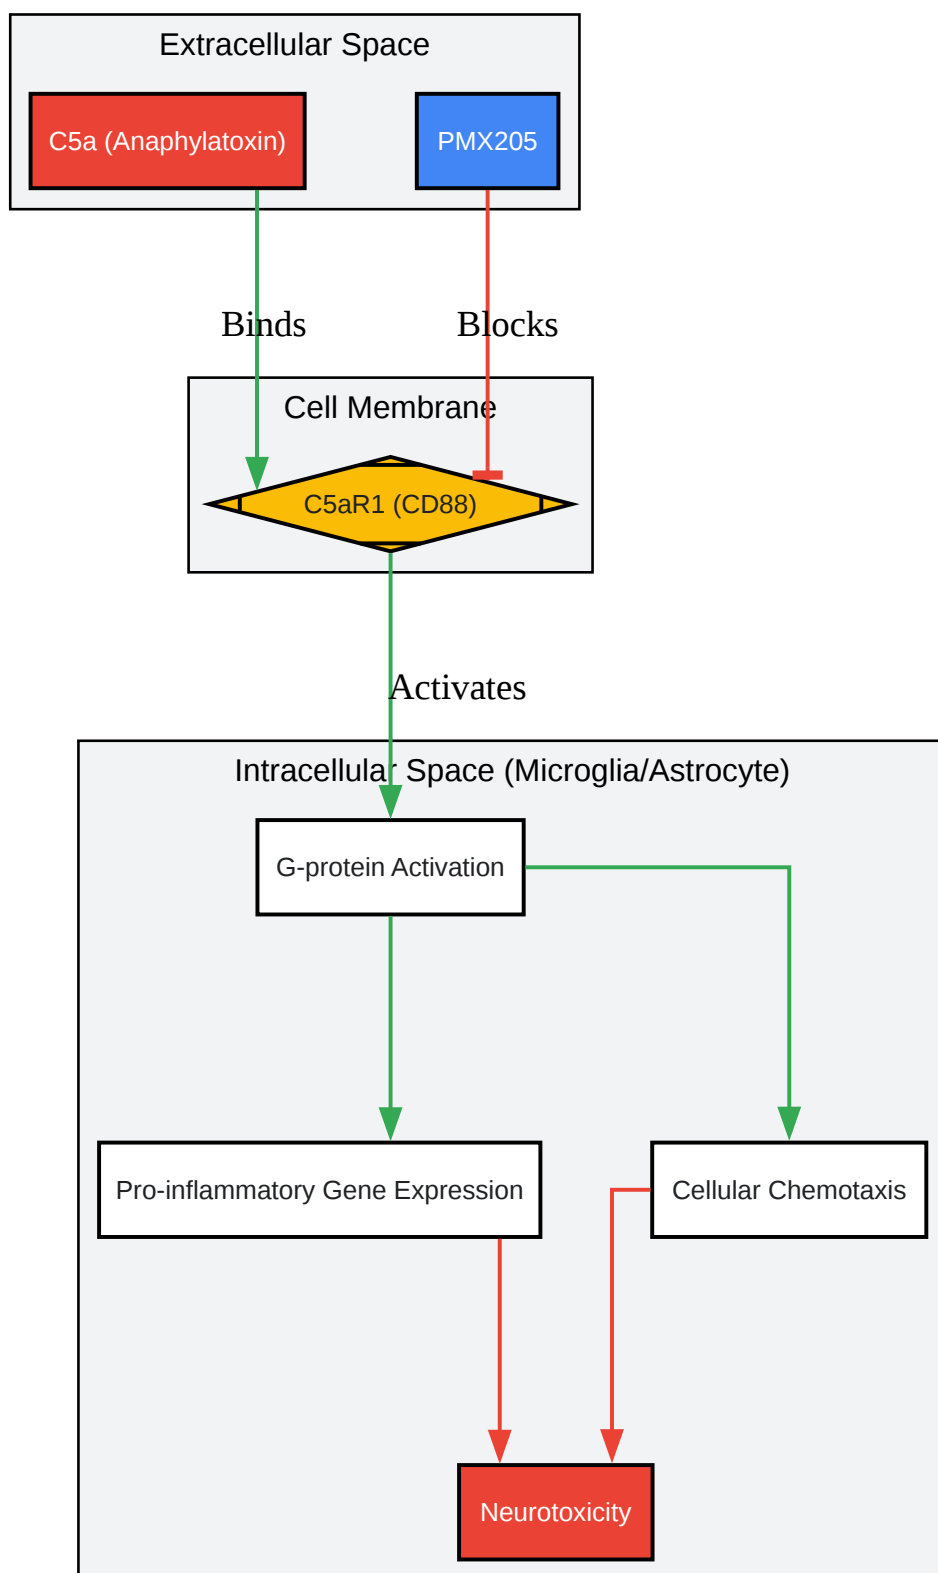 Extracellular Space
C5a (Anaphylatoxin)
PMX205
Binds
Blocks
Cell Membrane
C5aR1 (CD88)
Activates
Intracellular Space (Microglia/Astrocyte)
G-protein Activation
Pro-inflammatory Gene Expression
Cellular Chemotaxis
Neurotoxicity